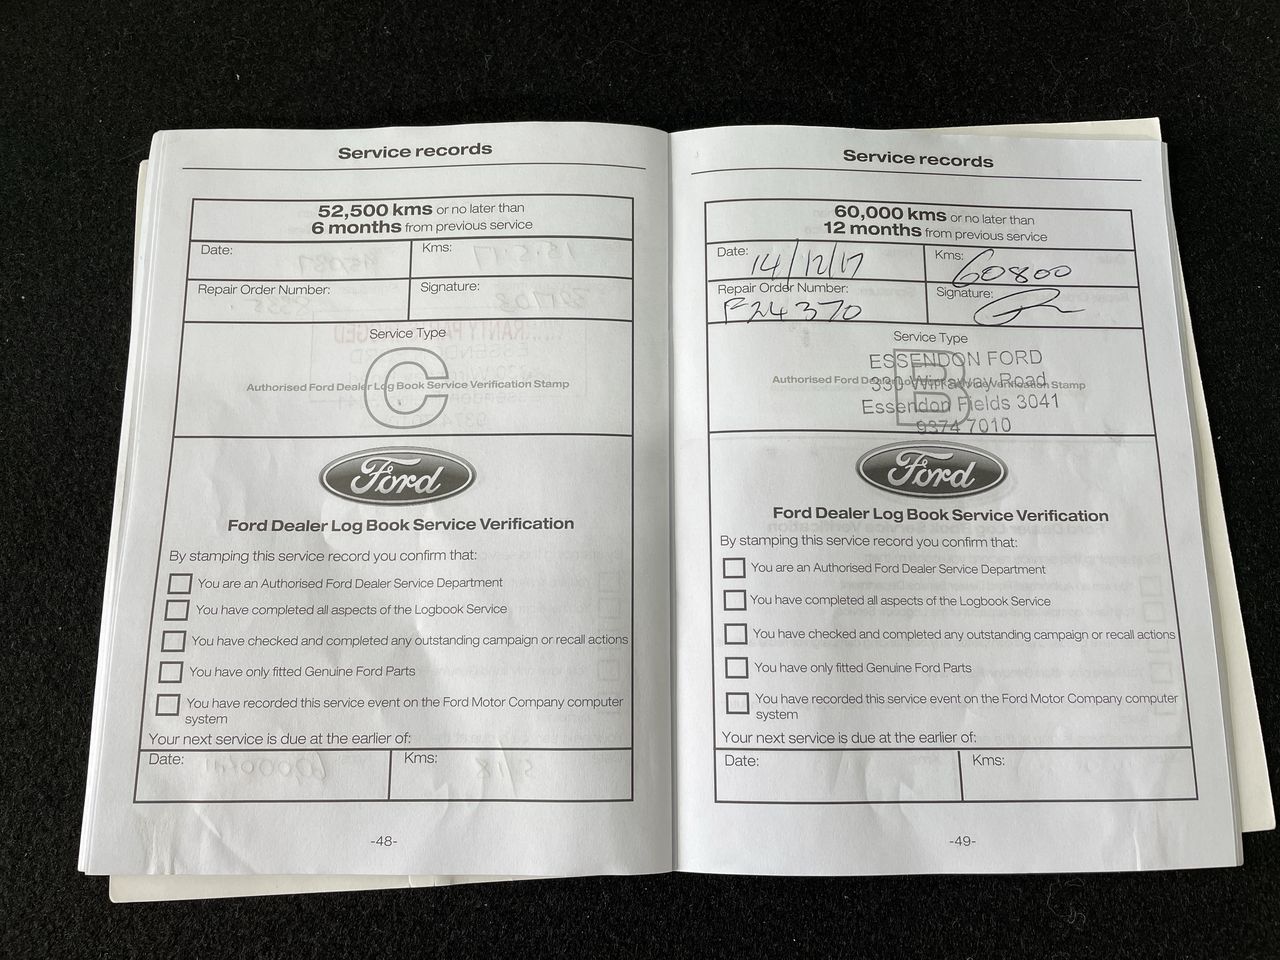 Service records
52,500 kms or no later than
6 months from previous service
Date:
Kms:
Repair Order Number:
Signature:
Service Type
C
Authorised Ford Dealer Log Book Service Verification Stamp
Ford
Ford Dealer Log Book Service Verification
By stamping this service record you confirm that:
You are an Authorised Ford Dealer Service Department
You have completed all aspects of the Logbook Service
You have checked and completed any outstanding campaign or recall actions
You have only fitted Genuine Ford Parts
You have recorded this service event on the Ford Motor Company computer
system
Your next service is due at the earlier of:
Date:
Kms:
-48-
Service records
60,000 kms or no later than
12 months from previous service
Date: 14/12/17
Kms: 60800
Repair Order Number: F24370
Signature:
Service Type
B
Authorised Ford Dealer Log Book Service Verification Stamp
ESSENDON FORD
330 Wirraway Road
Essendon Fields 3041
9374 7010
Ford
Ford Dealer Log Book Service Verification
By stamping this service record you confirm that:
You are an Authorised Ford Dealer Service Department
You have completed all aspects of the Logbook Service
You have checked and completed any outstanding campaign or recall actions
You have only fitted Genuine Ford Parts
You have recorded this service event on the Ford Motor Company computer
system
Your next service is due at the earlier of:
Date:
Kms:
-49-